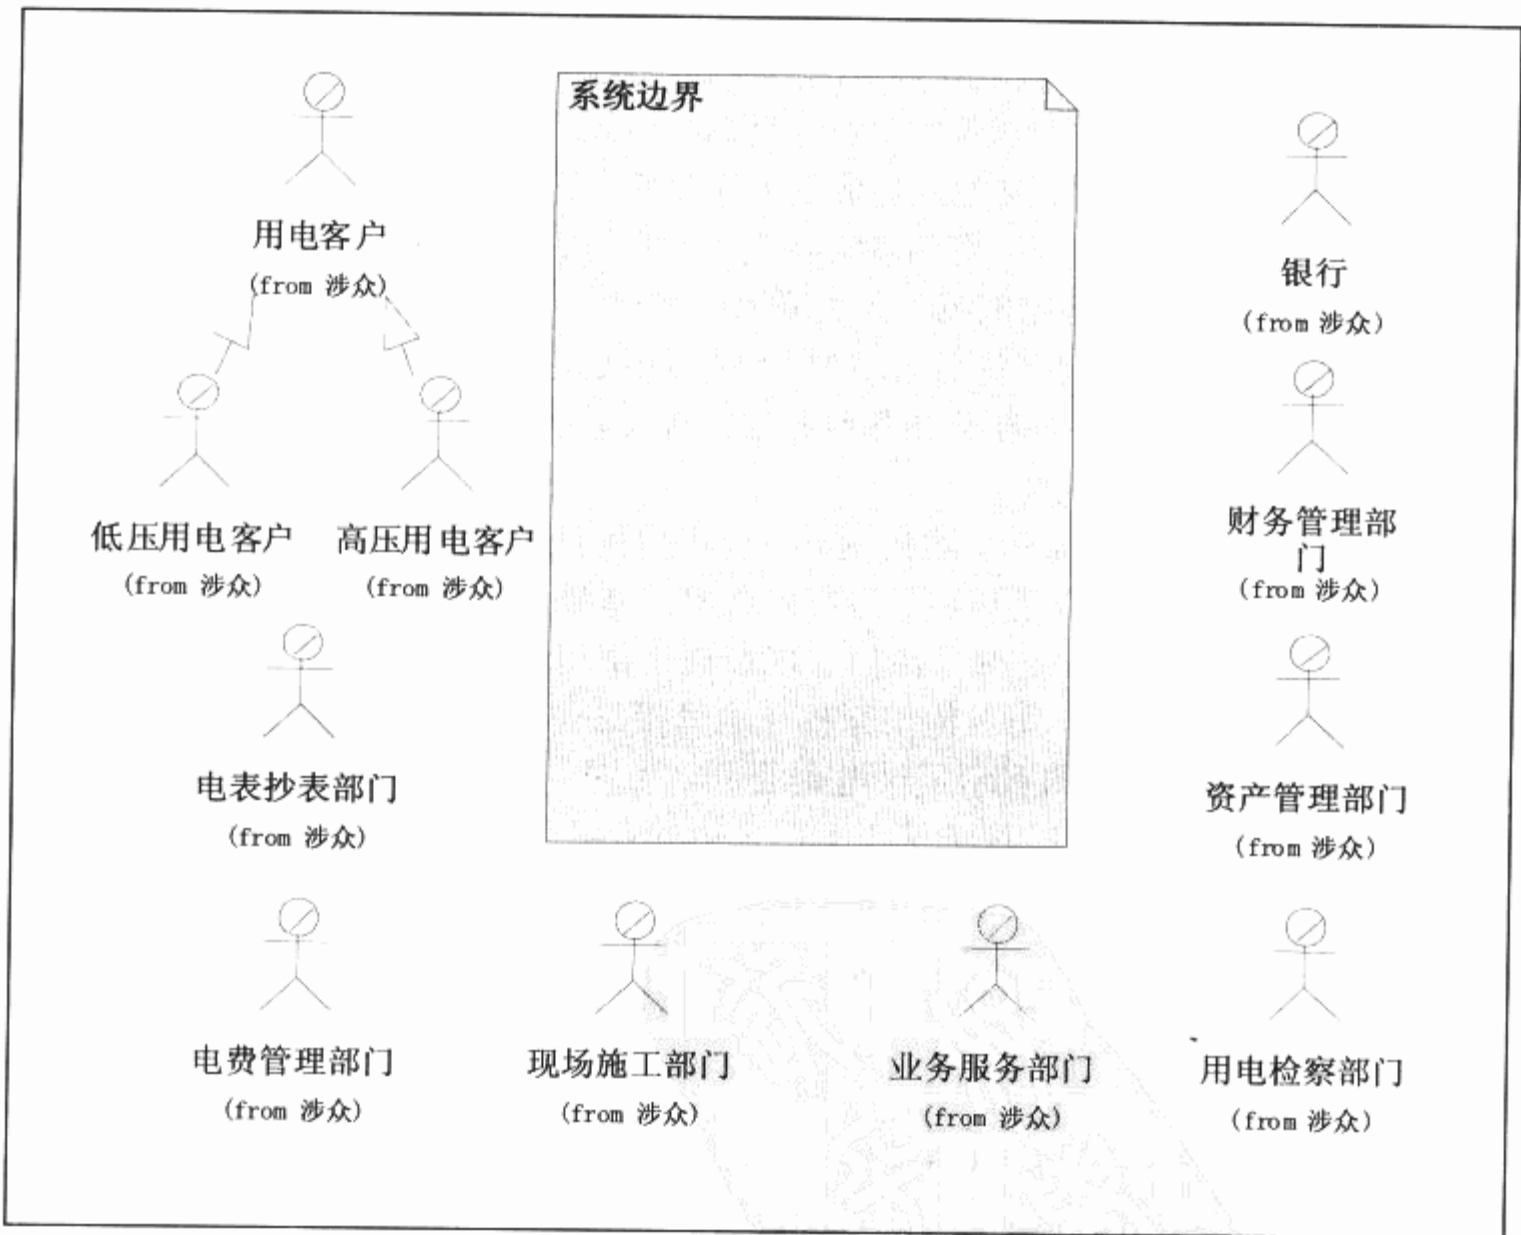 系统边界
用电客户
(from 涉众)
银行
(from 涉众)
低压用电客户
(from 涉众)
高压用电客户
(from 涉众)
财务管理部
门
(from 涉众)
电表抄表部门
(from 涉众)
资产管理部门
(from 涉众)
电费管理部门
(from 涉众)
现场施工部门
(from 涉众)
业务服务部门
(from 涉众)
用电检察部门
(from 涉众)